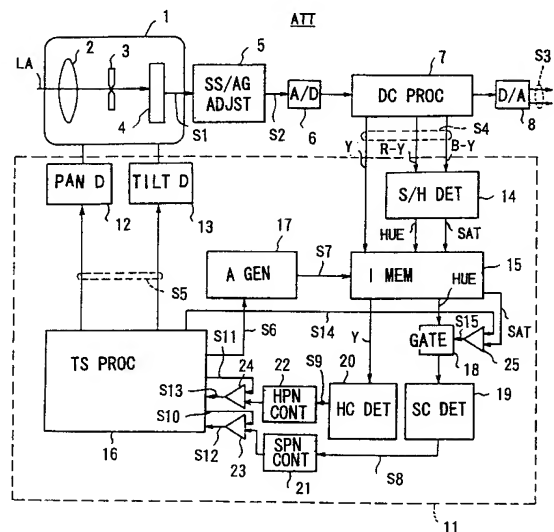 ATT
1
2
3
5
7
S3
LA
SS/AG
ADJST
A/D
DC PROC
D/A
4
S1
S2
6
8
Y
R-Y
B-Y
S4
PAN D
TILT D
S/H DET
12
13
14
17
HUE
SAT
A GEN
S7
I MEM
15
S5
HUE
S14
S15
SAT
S11
S6
Y
GATE
TS PROC
24
22
S9
20
18
25
S13
S10
HPN
CONT
HC DET
SC DET
19
S12
SPN
CONT
16
23
21
S8
11